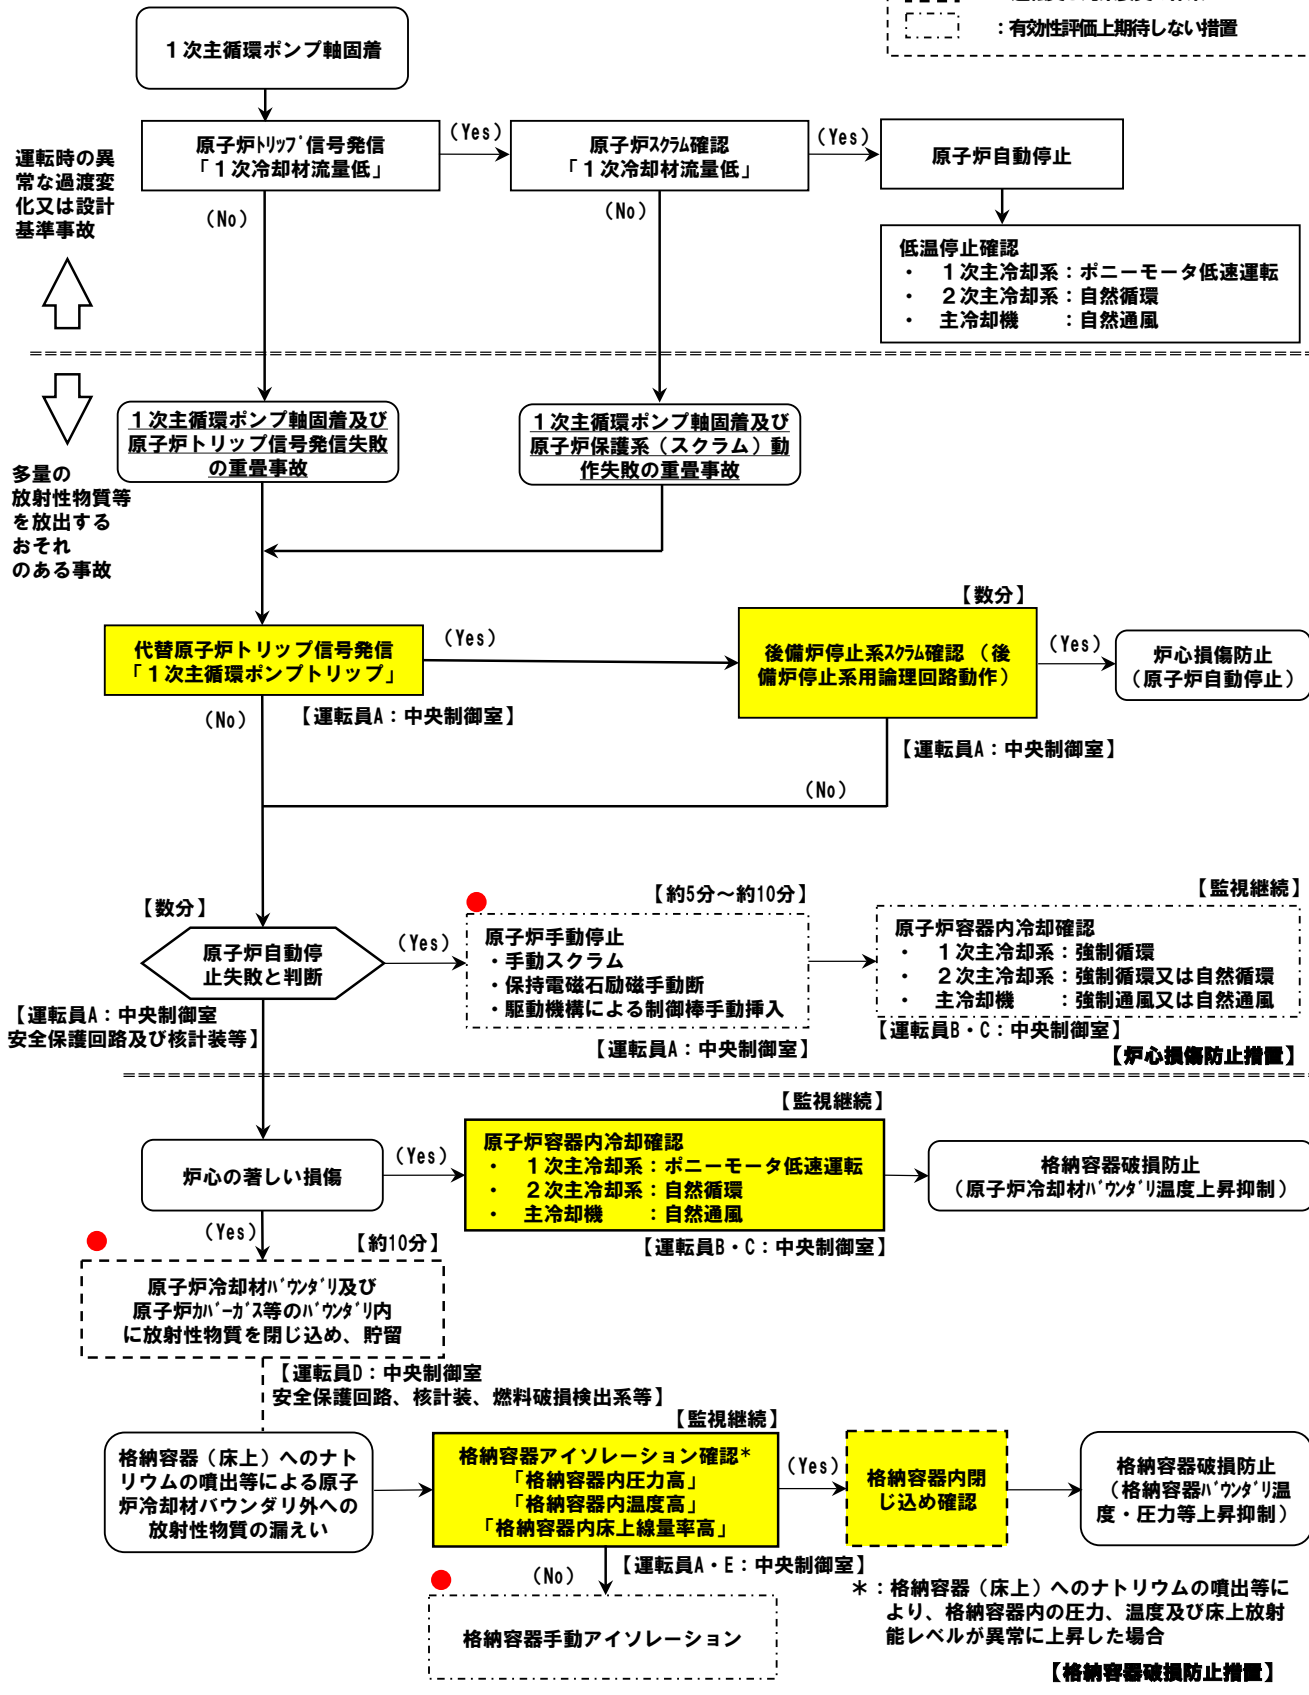 ：有効性評価上期待しない措置
１次主循環ポンプ軸固着
原子炉ﾄﾘｯﾌﾟ信号発信
「１次冷却材流量低」
（Yes）
原子炉ｽｸﾗﾑ確認
「１次冷却材流量低」
（Yes）
原子炉自動停止
運転時の異
常な過渡変
化又は設計
基準事故
（No）
（No）
低温停止確認
・　１次主冷却系：ポニーモータ低速運転
・　２次主冷却系：自然循環
・　主冷却機　　：自然通風
多量の
放射性物質等
を放出する
おそれ
のある事故
１次主循環ポンプ軸固着及び
原子炉トリップ信号発信失敗
の重畳事故
１次主循環ポンプ軸固着及び
原子炉保護系（スクラム）動
作失敗の重畳事故
【数分】
代替原子炉トリップ信号発信
「１次主循環ポンプトリップ」
（Yes）
後備炉停止系ｽｸﾗﾑ確認（後
備炉停止系用論理回路動作）
（Yes）
炉心損傷防止
（原子炉自動停止）
（No）
【運転員A：中央制御室】
【運転員A：中央制御室】
（No）
【数分】
原子炉自動停
止失敗と判断
（Yes）
【運転員A：中央制御室
安全保護回路及び核計装等】
【約5分～約10分】
原子炉手動停止
・手動スクラム
・保持電磁石励磁手動断
・駆動機構による制御棒手動挿入
【運転員A：中央制御室】
【監視継続】
原子炉容器内冷却確認
・　１次主冷却系：強制循環
・　２次主冷却系：強制循環又は自然循環
・　主冷却機　　：強制通風又は自然通風
【運転員B・C：中央制御室】
【炉心損傷防止措置】
【監視継続】
炉心の著しい損傷
（Yes）
原子炉容器内冷却確認
・　１次主冷却系：ポニーモータ低速運転
・　２次主冷却系：自然循環
・　主冷却機　　：自然通風
格納容器破損防止
（原子炉冷却材ﾊﾞｳﾝﾀﾞﾘ温度上昇抑制）
【運転員B・C：中央制御室】
（Yes）
【約10分】
原子炉冷却材ﾊﾞｳﾝﾀﾞﾘ及び
原子炉ｶﾊﾞｰｶﾞｽ等のﾊﾞｳﾝﾀﾞﾘ内
に放射性物質を閉じ込め、貯留
【運転員D：中央制御室
安全保護回路、核計装、燃料破損検出系等】
【監視継続】
格納容器（床上）へのナト
リウムの噴出等による原子
炉冷却材バウンダリ外への
放射性物質の漏えい
格納容器アイソレーション確認＊
「格納容器内圧力高」
「格納容器内温度高」
「格納容器内床上線量率高」
（Yes）
格納容器内閉
じ込め確認
格納容器破損防止
（格納容器ﾊﾞｳﾝﾀﾞﾘ温
度・圧力等上昇抑制）
【運転員A・E：中央制御室】
（No）
格納容器手動アイソレーション
＊：格納容器（床上）へのナトリウムの噴出等に
より、格納容器内の圧力、温度及び床上放射
能レベルが異常に上昇した場合
【格納容器破損防止措置】